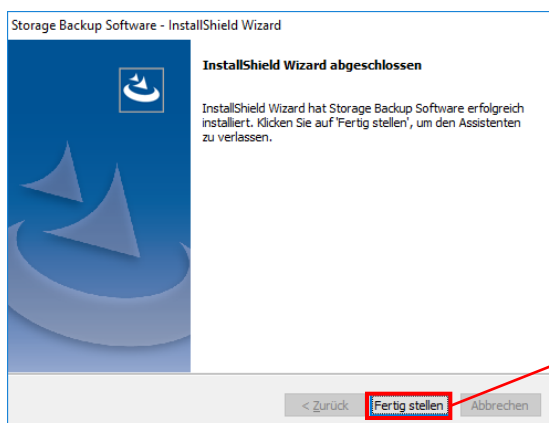 Storage Backup Software - InstallShield Wizard
InstallShield Wizard abgeschlossen
InstallShield Wizard hat Storage Backup Software erfolgreich
installiert. Klicken Sie auf 'Fertig stellen', um den Assistenten
zu verlassen.
< Zurück Fertig stellen Abbrechen